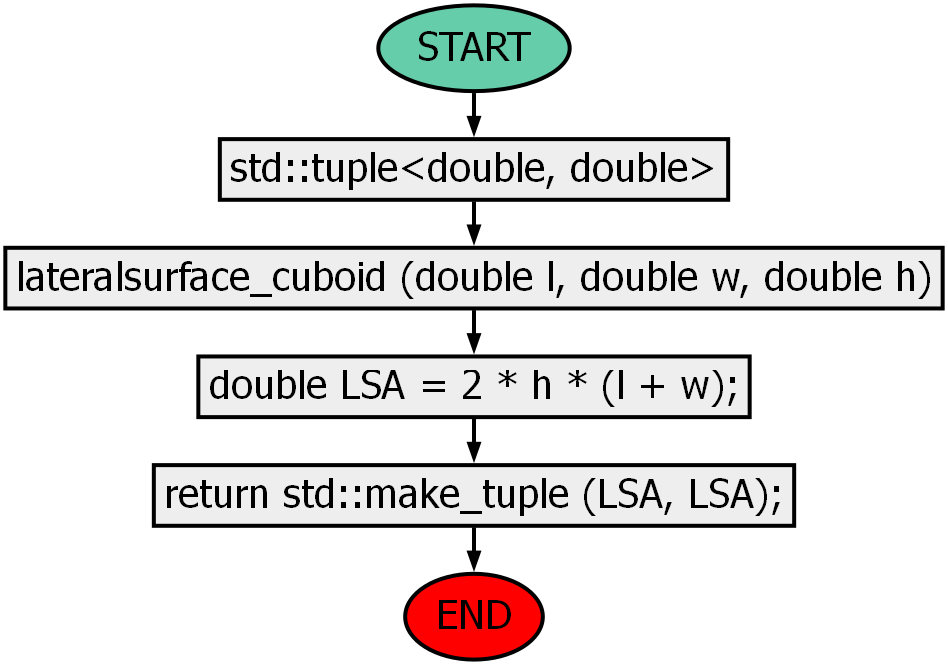 START
std::tuple<double, double>
lateralsurface_cuboid (double l, double w, double h)
double LSA = 2 * h * (l + w);
return std::make_tuple (LSA, LSA);
END